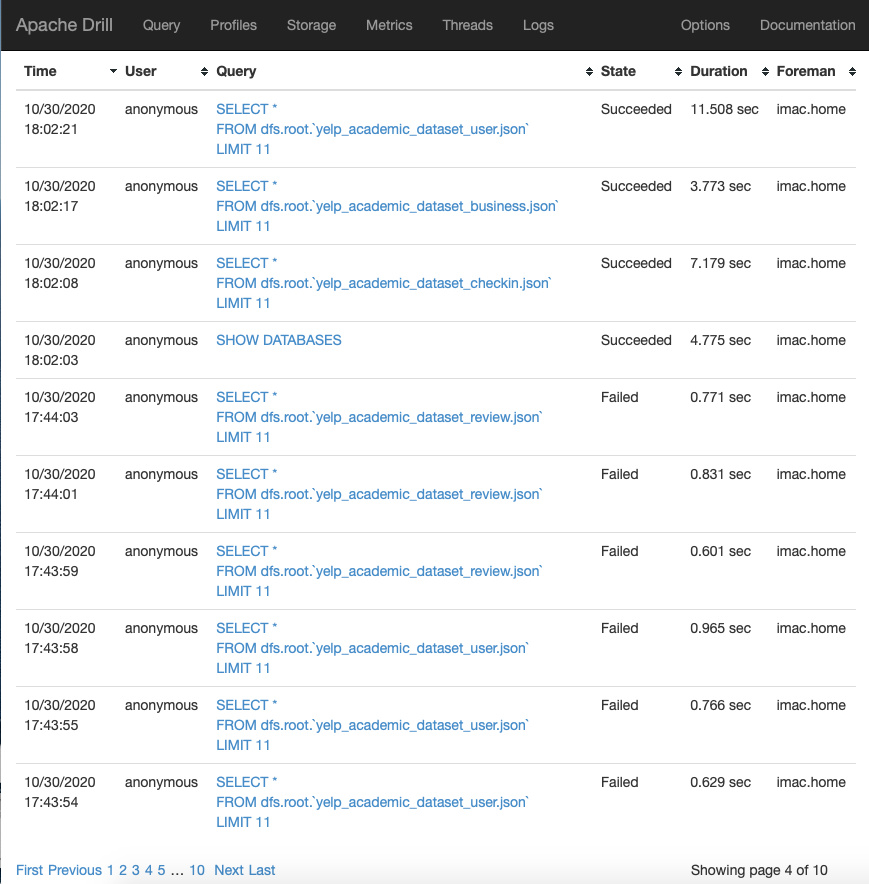 Apache Drill Query Profiles Storage Metrics Threads Logs Options Documentation
Time User Query State Duration Foreman
10/30/2020 anonymous SELECT * Succeeded 11.508 sec imac.home
18:02:21 FROM dfs.root.`yelp_academic_dataset_user.json`
LIMIT 11
10/30/2020 anonymous SELECT * Succeeded 3.773 sec imac.home
18:02:17 FROM dfs.root.`yelp_academic_dataset_business.json`
LIMIT 11
10/30/2020 anonymous SELECT * Succeeded 7.179 sec imac.home
18:02:08 FROM dfs.root.`yelp_academic_dataset_checkin.json`
LIMIT 11
10/30/2020 anonymous SHOW DATABASES Succeeded 4.775 sec imac.home
18:02:03
10/30/2020 anonymous SELECT * Failed 0.771 sec imac.home
17:44:03 FROM dfs.root.`yelp_academic_dataset_review.json`
LIMIT 11
10/30/2020 anonymous SELECT * Failed 0.831 sec imac.home
17:44:01 FROM dfs.root.`yelp_academic_dataset_review.json`
LIMIT 11
10/30/2020 anonymous SELECT * Failed 0.601 sec imac.home
17:43:59 FROM dfs.root.`yelp_academic_dataset_review.json`
LIMIT 11
10/30/2020 anonymous SELECT * Failed 0.965 sec imac.home
17:43:58 FROM dfs.root.`yelp_academic_dataset_user.json`
LIMIT 11
10/30/2020 anonymous SELECT * Failed 0.766 sec imac.home
17:43:55 FROM dfs.root.`yelp_academic_dataset_user.json`
LIMIT 11
10/30/2020 anonymous SELECT * Failed 0.629 sec imac.home
17:43:54 FROM dfs.root.`yelp_academic_dataset_user.json`
LIMIT 11
First Previous 1 2 3 4 5 … 10 Next Last Showing page 4 of 10